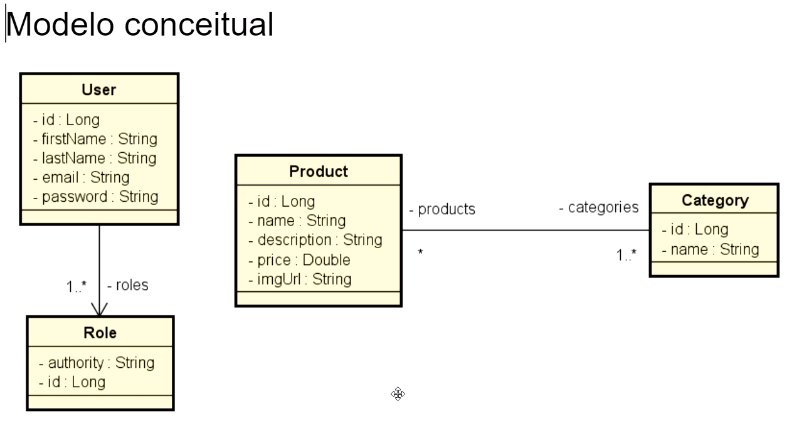 Modelo conceitual
User
- id : Long
- firstName : String
- lastName : String
- email : String
- password : String
1..*
- roles
Role
- authority : String
- id : Long
Product
- id : Long
- name : String
- description : String
- price : Double
- imgUrl : String
- products
*
- categories
1..*
Category
- id : Long
- name : String